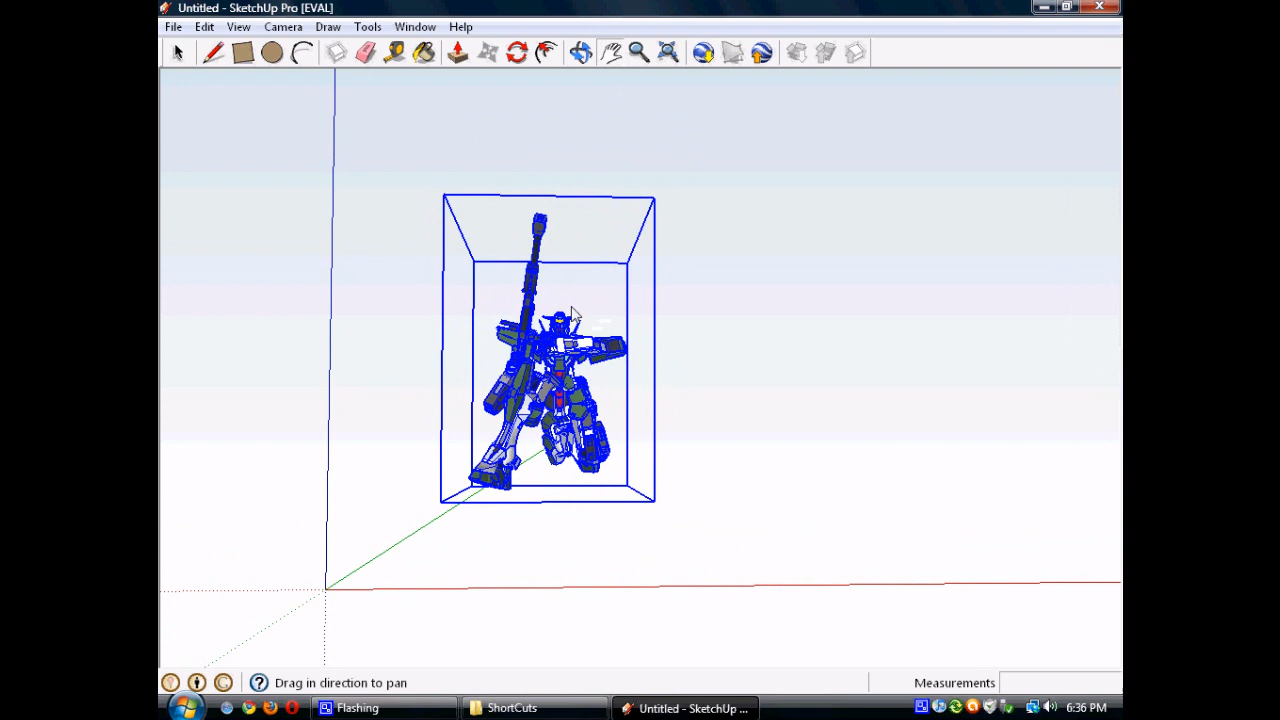 Untitled - SketchUp Pro [EVAL]
File Edit View Camera Draw Tools Window Help
Drag in direction to pan
Measurements
Flashing
ShortCuts
Untitled - SketchUp ...
6:36 PM